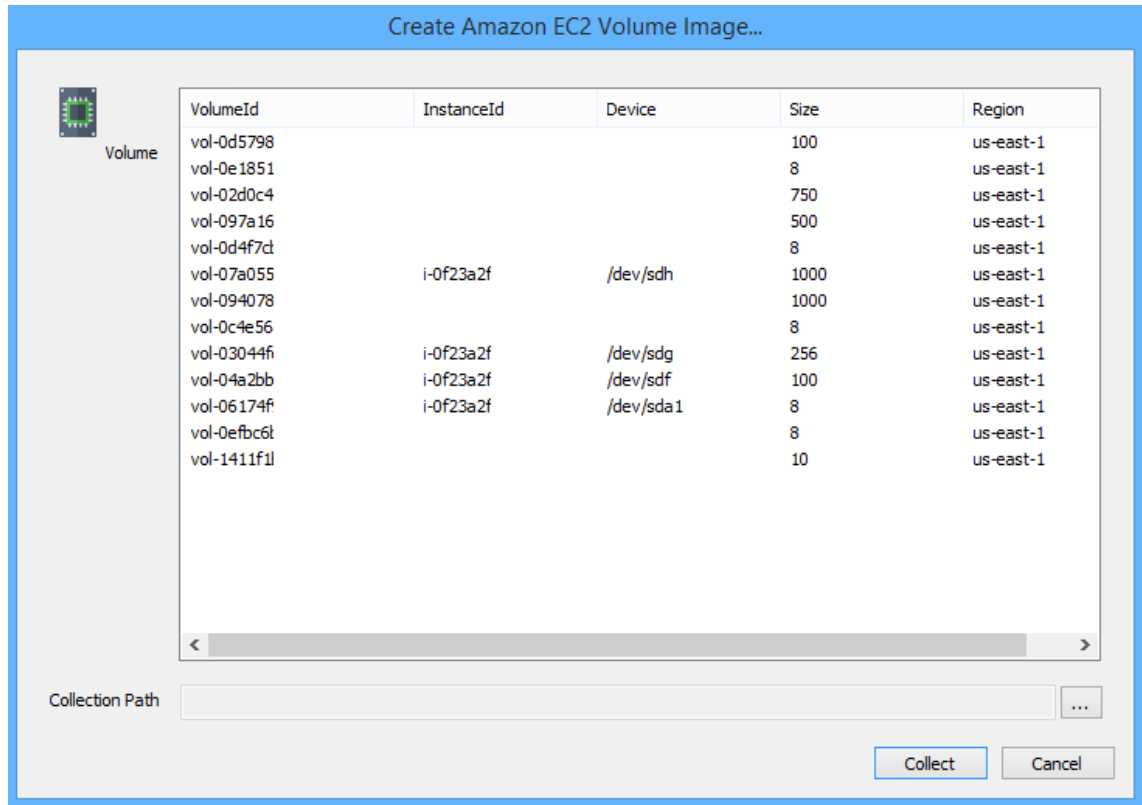 Create Amazon EC2 Volume Image...
Volume
VolumeId InstanceId Device Size Region
vol-0d5798 100 us-east-1
vol-0e1851 8 us-east-1
vol-02d0c4 750 us-east-1
vol-097a16 500 us-east-1
vol-0d4f7cb 8 us-east-1
vol-07a055 i-0f23a2f /dev/sdh 1000 us-east-1
vol-094078 1000 us-east-1
vol-0c4e56 8 us-east-1
vol-03044f i-0f23a2f /dev/sdg 256 us-east-1
vol-04a2bb i-0f23a2f /dev/sdf 100 us-east-1
vol-06174f i-0f23a2f /dev/sda1 8 us-east-1
vol-0efbc6b 8 us-east-1
vol-1411f1 10 us-east-1
Collection Path ...
Collect Cancel